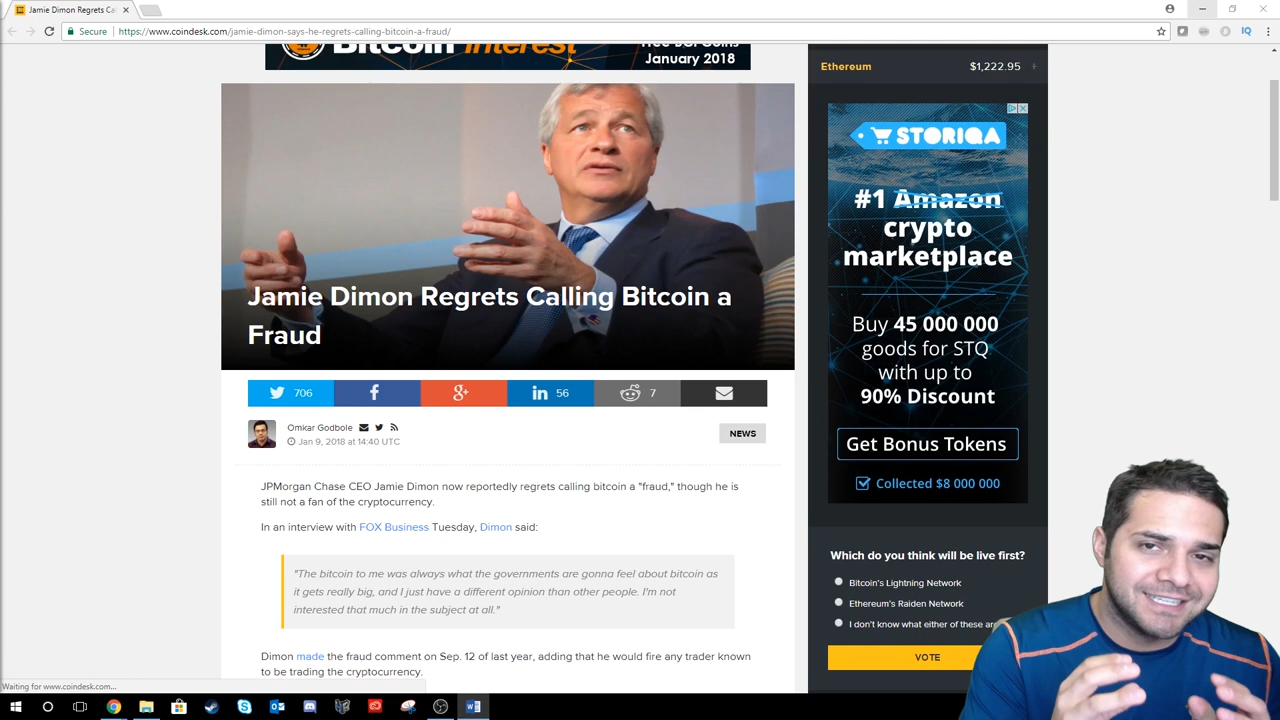 Jamie Dimon Regrets Ca
Secure
https://www.coindesk.com/jamie-dimon-says-he-regrets-calling-bitcoin-a-fraud/
Bitcoin Interest
Free BCI Coins
January 2018
Ethereum
$1,222.95
STORIQA
#1 Amazon
crypto
marketplace
Buy 45 000 000
goods for STQ
with up to
90% Discount
Get Bonus Tokens
Collected $8 000 000
Jamie Dimon Regrets Calling Bitcoin a
Fraud
706
56
7
Omkar Godbole
Jan 9, 2018 at 14:40 UTC
NEWS
JPMorgan Chase CEO Jamie Dimon now reportedly regrets calling bitcoin a "fraud," though he is
still not a fan of the cryptocurrency.
In an interview with FOX Business Tuesday, Dimon said:
"The bitcoin to me was always what the governments are gonna feel about bitcoin as
it gets really big, and I just have a different opinion than other people. I'm not
interested that much in the subject at all."
Dimon made the fraud comment on Sep. 12 of last year, adding that he would fire any trader known
to be trading the cryptocurrency.
Which do you think will be live first?
Bitcoin's Lightning Network
Ethereum's Raiden Network
I don't know what either of these ar
VOTE
Waiting for www.coindesk.com...